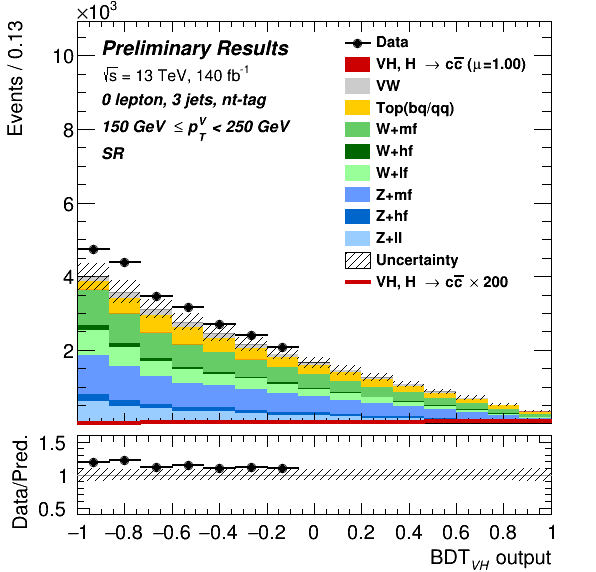 ×10³
Events / 0.13
10
8
6
4
2
Preliminary Results
√s = 13 TeV, 140 fb⁻¹
0 lepton, 3 jets, nt-tag
150 GeV ≤ p_T^V < 250 GeV
SR
Data
VH, H → cc̅ (μ=1.00)
VW
Top(bq/qq)
W+mf
W+hf
W+lf
Z+mf
Z+hf
Z+ll
Uncertainty
VH, H → cc̅ × 200
Data/Pred.
1.5
1
0.5
−1 −0.8 −0.6 −0.4 −0.2 0 0.2 0.4 0.6 0.8 1
BDT_VH output